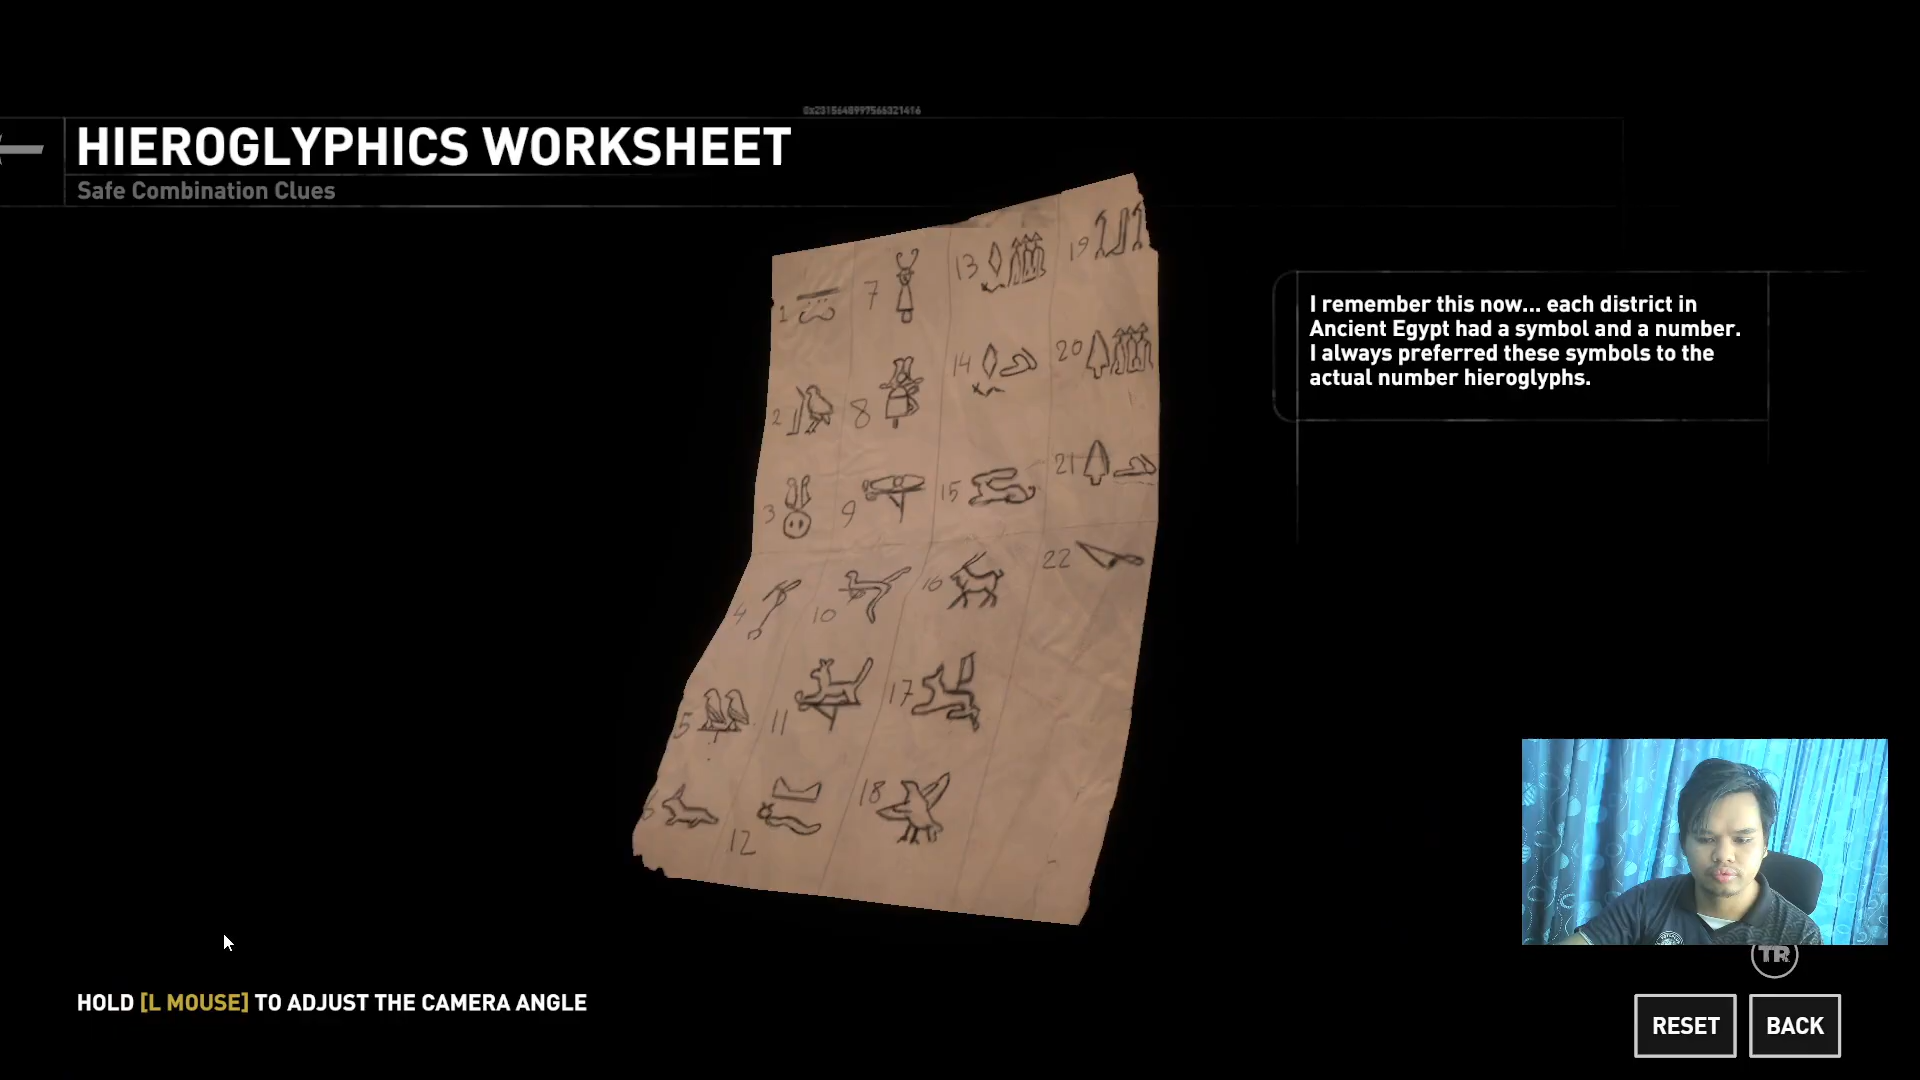 0x2315648997566321416
HIEROGLYPHICS WORKSHEET
Safe Combination Clues
1
2
3
4
5
6
7
8
9
10
11
12
13
14
15
16
17
18
19
20
21
22
I remember this now... each district in
Ancient Egypt had a symbol and a number.
I always preferred these symbols to the
actual number hieroglyphs.
TR
HOLD [L MOUSE] TO ADJUST THE CAMERA ANGLE
RESET
BACK